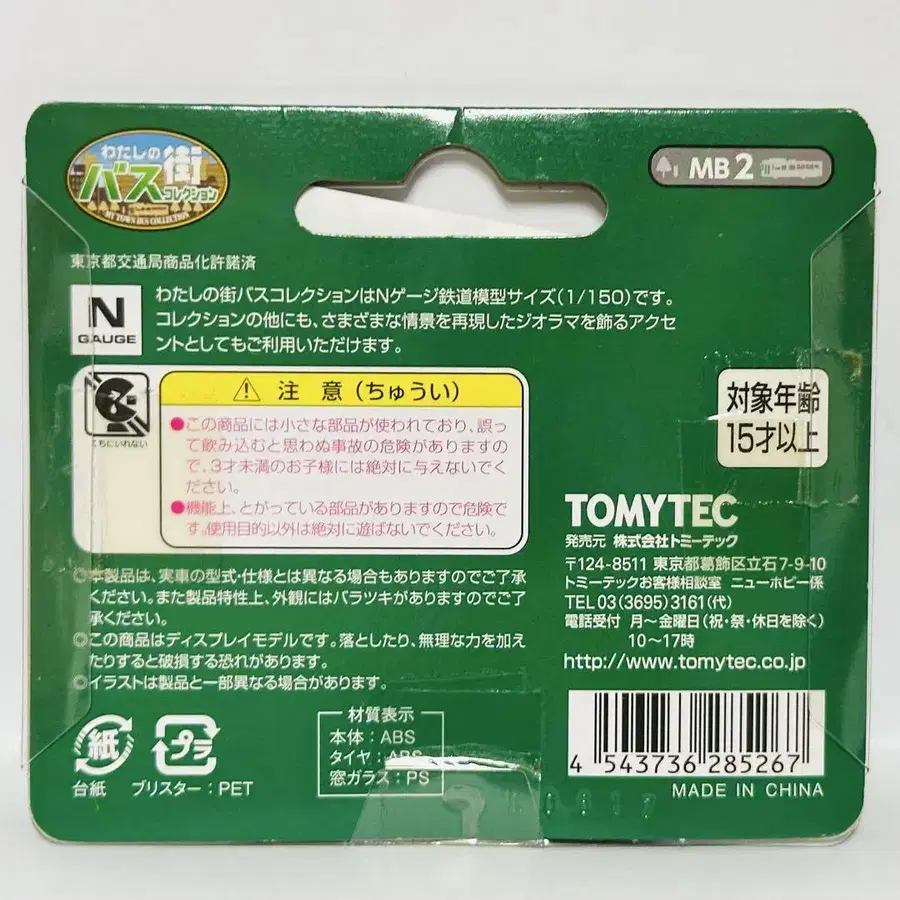 わたしの
街
バス
コレクション
MY TOWN BUS COLLECTION
MB2
東京都交通局商品化許諾済
N
GAUGE
わたしの街バスコレクションはNゲージ鉄道模型サイズ(1/150)です。
コレクションの他にも、さまざまな情景を再現したジオラマを飾るアクセ
ントとしてもご利用いただけます。
くちにいれない
⚠ 注 意(ちゅうい)
●この商品には小さな部品が使われており、誤っ
て飲み込むと思わぬ事故の危険がありますの
で、3才未満のお子様には絶対に与えないでく
ださい。
●機能上、とがっている部品がありますので危険で
す。使用目的以外は絶対に遊ばないでください。
対象年齢
15才以上
◎本製品は、実車の型式・仕様とは異なる場合もありますのでご了承
ください。また製品特性上、外観にはバラツキがありますのでご了
承ください。
◎この商品はディスプレイモデルです。落としたり、無理な力を加え
たりすると破損する恐れがあります。
◎イラストは製品と一部異なる場合があります。
TOMYTEC
発売元 株式会社トミーテック
〒124-8511 東京都葛飾区立石7-9-10
トミーテックお客様相談室 ニューホビー係
TEL 03(3695)3161(代)
電話受付 月~金曜日(祝・祭・休日を除く)
10~17時
http://www.tomytec.co.jp
紙
台紙
プラ
ブリスター:PET
材質表示
本体:ABS
タイヤ:ABS
窓ガラス:PS
4 543736 285267
MADE IN CHINA